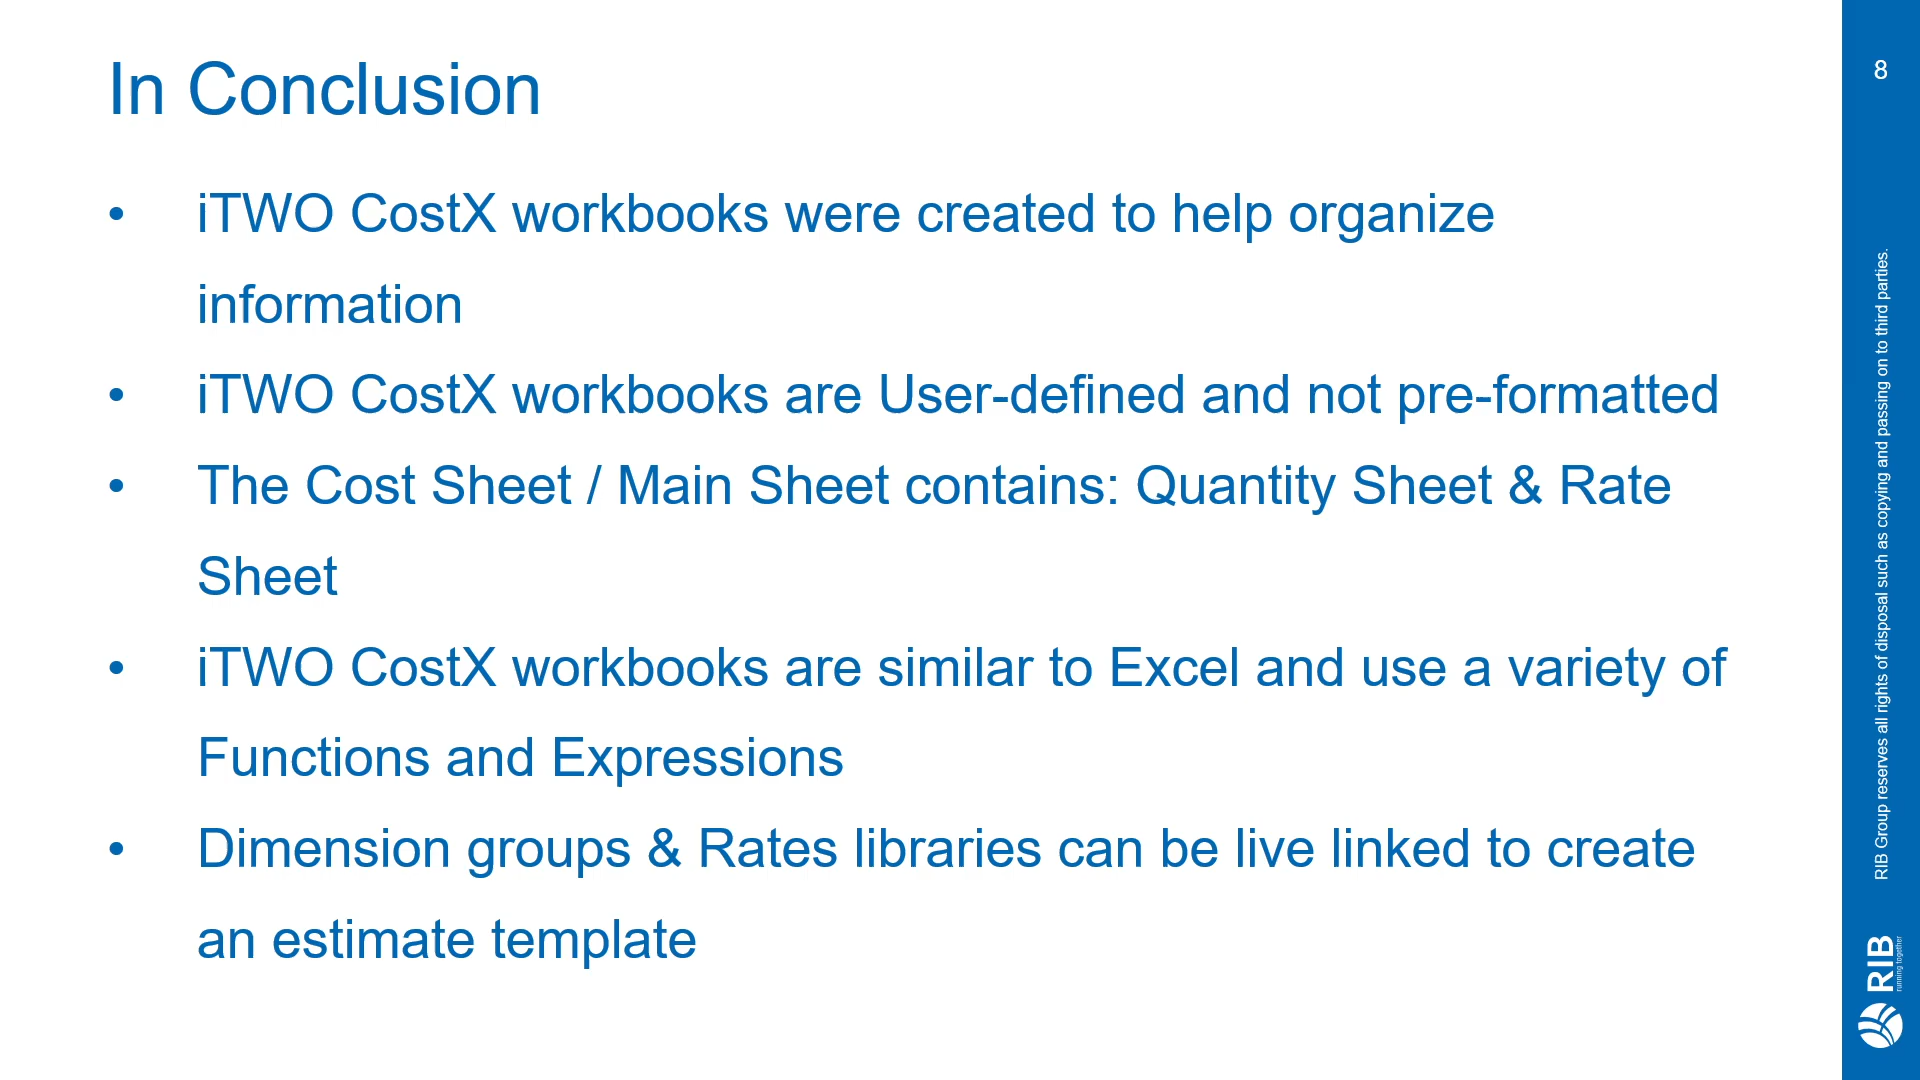 In Conclusion
• iTWO CostX workbooks were created to help organize
information
• iTWO CostX workbooks are User-defined and not pre-formatted
• The Cost Sheet / Main Sheet contains: Quantity Sheet & Rate
Sheet
• iTWO CostX workbooks are similar to Excel and use a variety of
Functions and Expressions
• Dimension groups & Rates libraries can be live linked to create
an estimate template
8
RIB Group reserves all rights of disposal such as copying and passing on to third parties.
RIB
running together